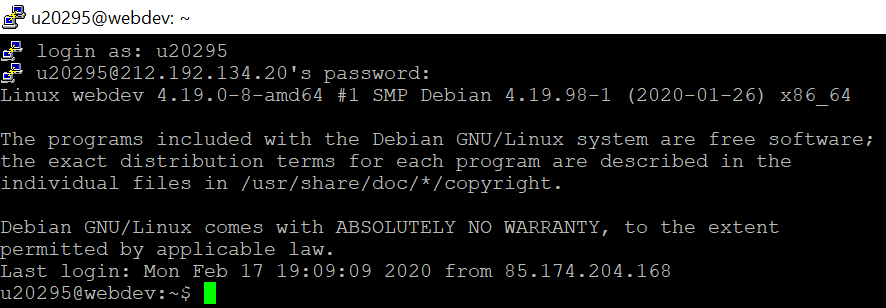 u20295@webdev: ~
login as: u20295
u20295@212.192.134.20's password:
Linux webdev 4.19.0-8-amd64 #1 SMP Debian 4.19.98-1 (2020-01-26) x86_64
The programs included with the Debian GNU/Linux system are free software;
the exact distribution terms for each program are described in the
individual files in /usr/share/doc/*/copyright.
Debian GNU/Linux comes with ABSOLUTELY NO WARRANTY, to the extent
permitted by applicable law.
Last login: Mon Feb 17 19:09:09 2020 from 85.174.204.168
u20295@webdev:~$